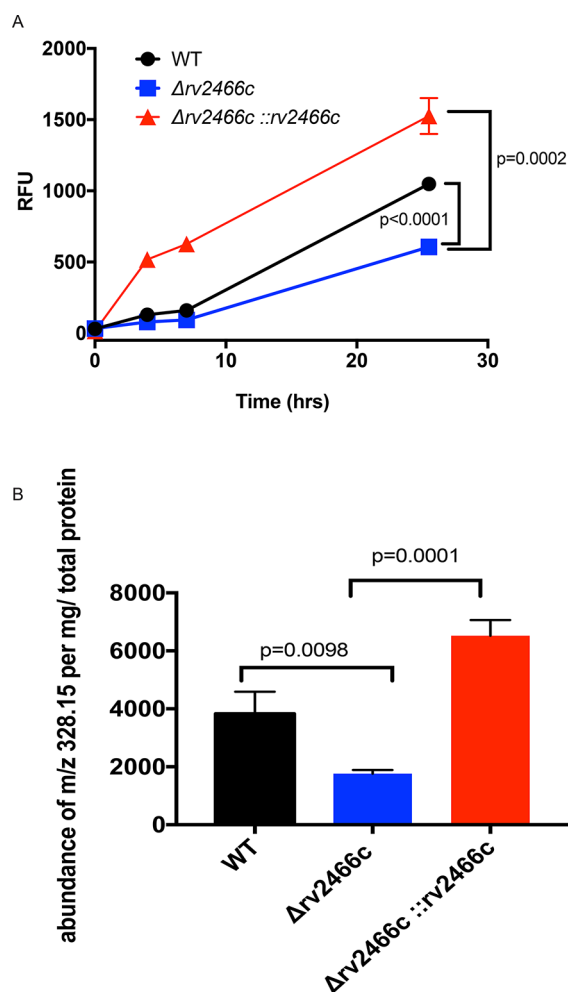 A
2000
1500
1000
500
0
RFU
WT
Δrv2466c
Δrv2466c ::rv2466c
p=0.0002
p<0.0001
0
10
20
30
Time (hrs)
B
abundance of m/z 328.15 per mg/ total protein
8000
6000
4000
2000
0
p=0.0001
p=0.0098
WT
Δrv2466c
Δrv2466c ::rv2466c